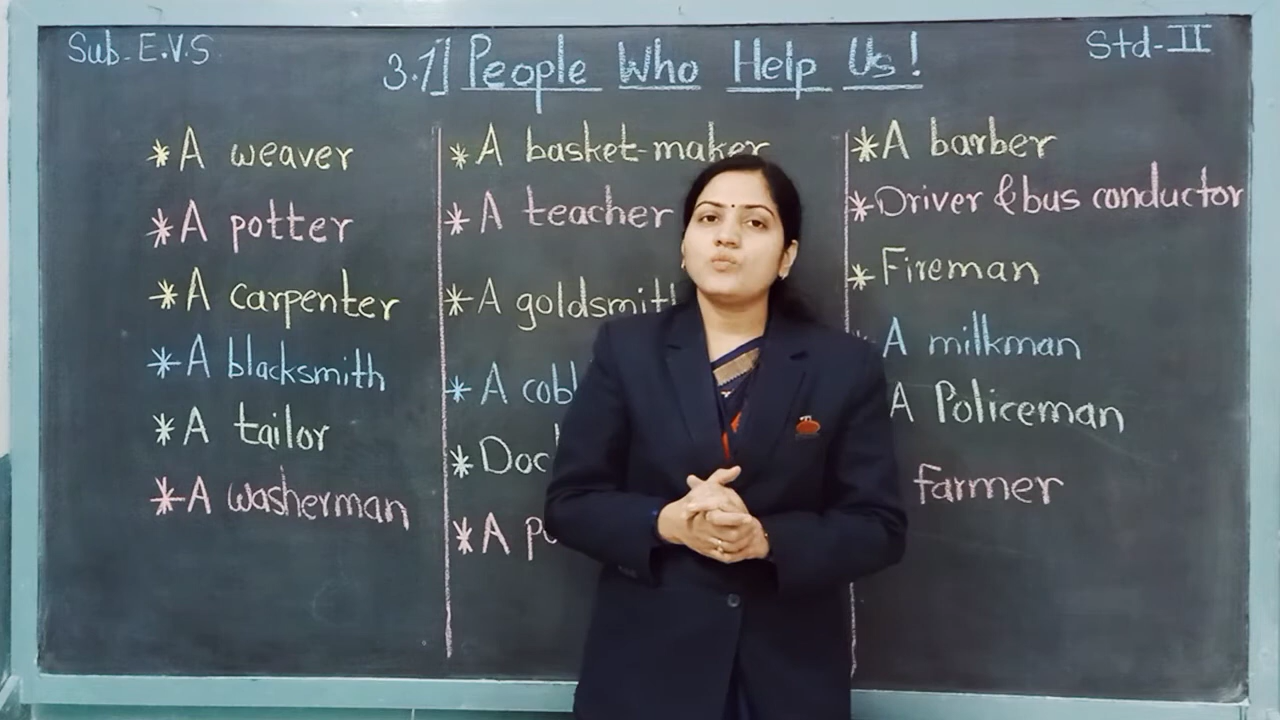 Sub-E.V.S
3.1] People Who Help Us!
Std-II
*A weaver
*A potter
*A carpenter
*A blacksmith
*A tailor
*A washerman
*A basket-maker
*A teacher
*A goldsmith
*A
*
*A
*A barber
*Driver & bus conductor
*Fireman
A milkman
A Policeman
farmer